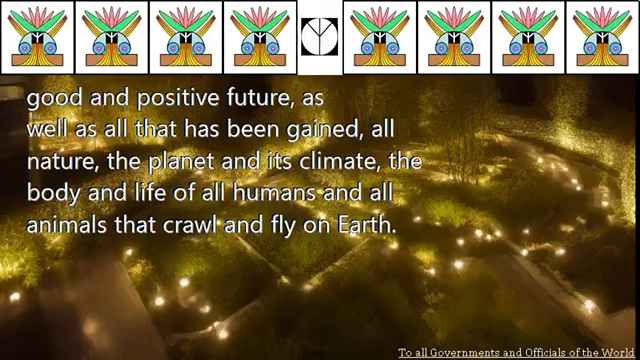 good and positive future, as
well as all that has been gained, all
nature, the planet and its climate, the
body and life of all humans and all
animals that crawl and fly on Earth.
To all Governments and Officials of the World